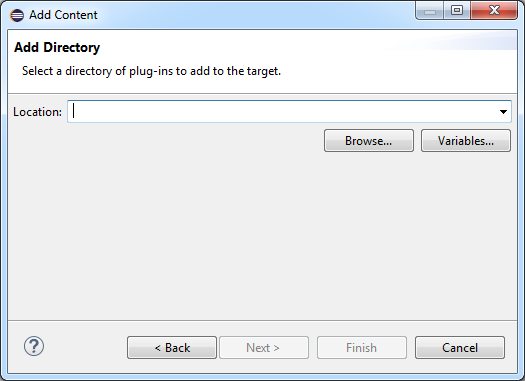 Add Content
Add Directory
Select a directory of plug-ins to add to the target.
Location:
Browse... Variables...
? < Back Next > Finish Cancel